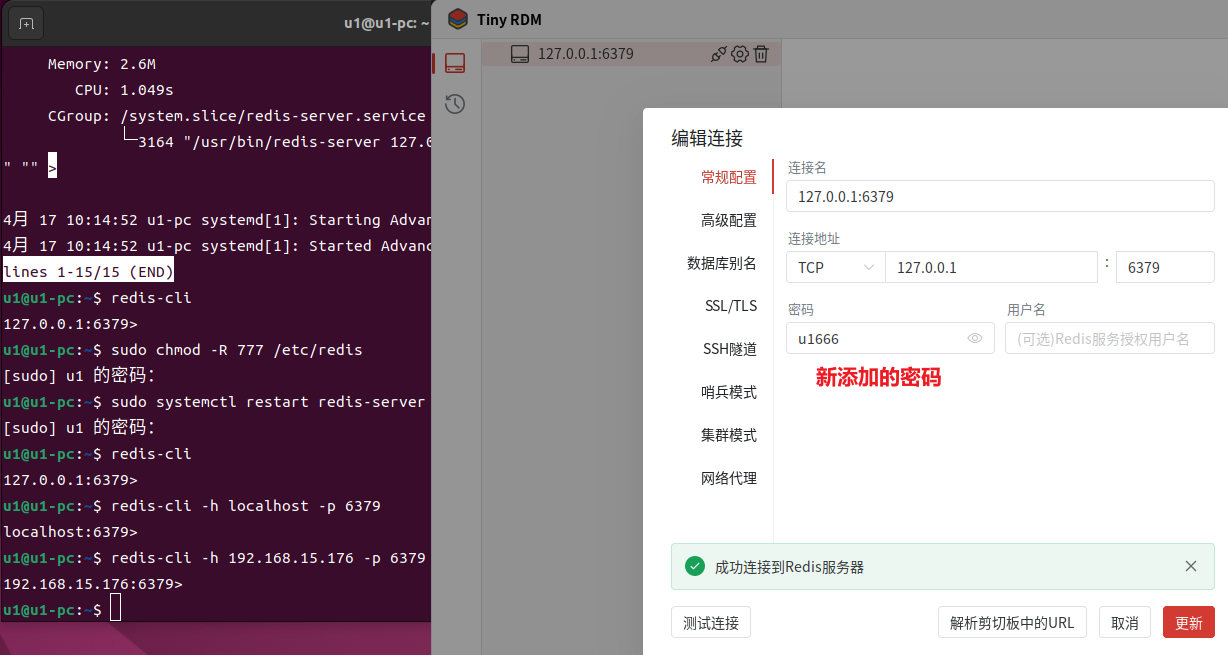 u1@u1-pc: ~
Memory: 2.6M
CPU: 1.049s
CGroup: /system.slice/redis-server.service
└─3164 "/usr/bin/redis-server 127.0
" "" >
4月 17 10:14:52 u1-pc systemd[1]: Starting Advan
4月 17 10:14:52 u1-pc systemd[1]: Started Advanc
lines 1-15/15 (END)
u1@u1-pc:~$ redis-cli
127.0.0.1:6379>
u1@u1-pc:~$ sudo chmod -R 777 /etc/redis
[sudo] u1 的密码：
u1@u1-pc:~$ sudo systemctl restart redis-server
[sudo] u1 的密码：
u1@u1-pc:~$ redis-cli
127.0.0.1:6379>
u1@u1-pc:~$ redis-cli -h localhost -p 6379
localhost:6379>
u1@u1-pc:~$ redis-cli -h 192.168.15.176 -p 6379
192.168.15.176:6379>
u1@u1-pc:~$
Tiny RDM
127.0.0.1:6379
编辑连接
常规配置
高级配置
数据库别名
SSL/TLS
SSH隧道
哨兵模式
集群模式
网络代理
连接名
127.0.0.1:6379
连接地址
TCP 127.0.0.1 : 6379
密码 用户名
u1666 (可选)Redis服务授权用户名
新添加的密码
成功连接到Redis服务器
测试连接 解析剪切板中的URL 取消 更新